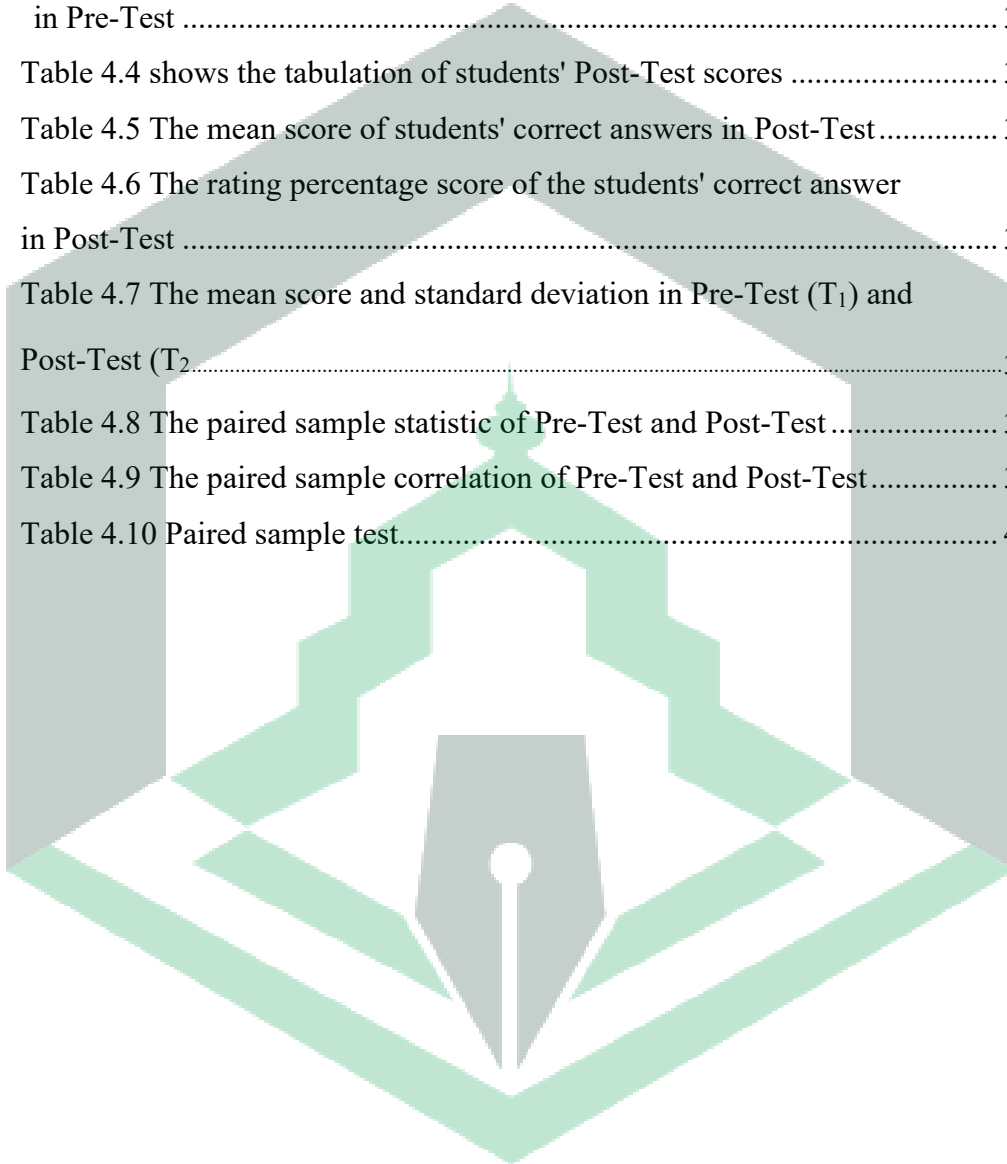 in Pre-Test ....................................................................................................
Table 4.4 shows the tabulation of students' Post-Test scores .........................
Table 4.5 The mean score of students' correct answers in Post-Test ..............
Table 4.6 The rating percentage score of the students' correct answer
in Post-Test ....................................................................................................
Table 4.7 The mean score and standard deviation in Pre-Test (T₁) and
Post-Test (T₂....................................................................................................
Table 4.8 The paired sample statistic of Pre-Test and Post-Test ....................
Table 4.9 The paired sample correlation of Pre-Test and Post-Test ...............
Table 4.10 Paired sample test..........................................................................